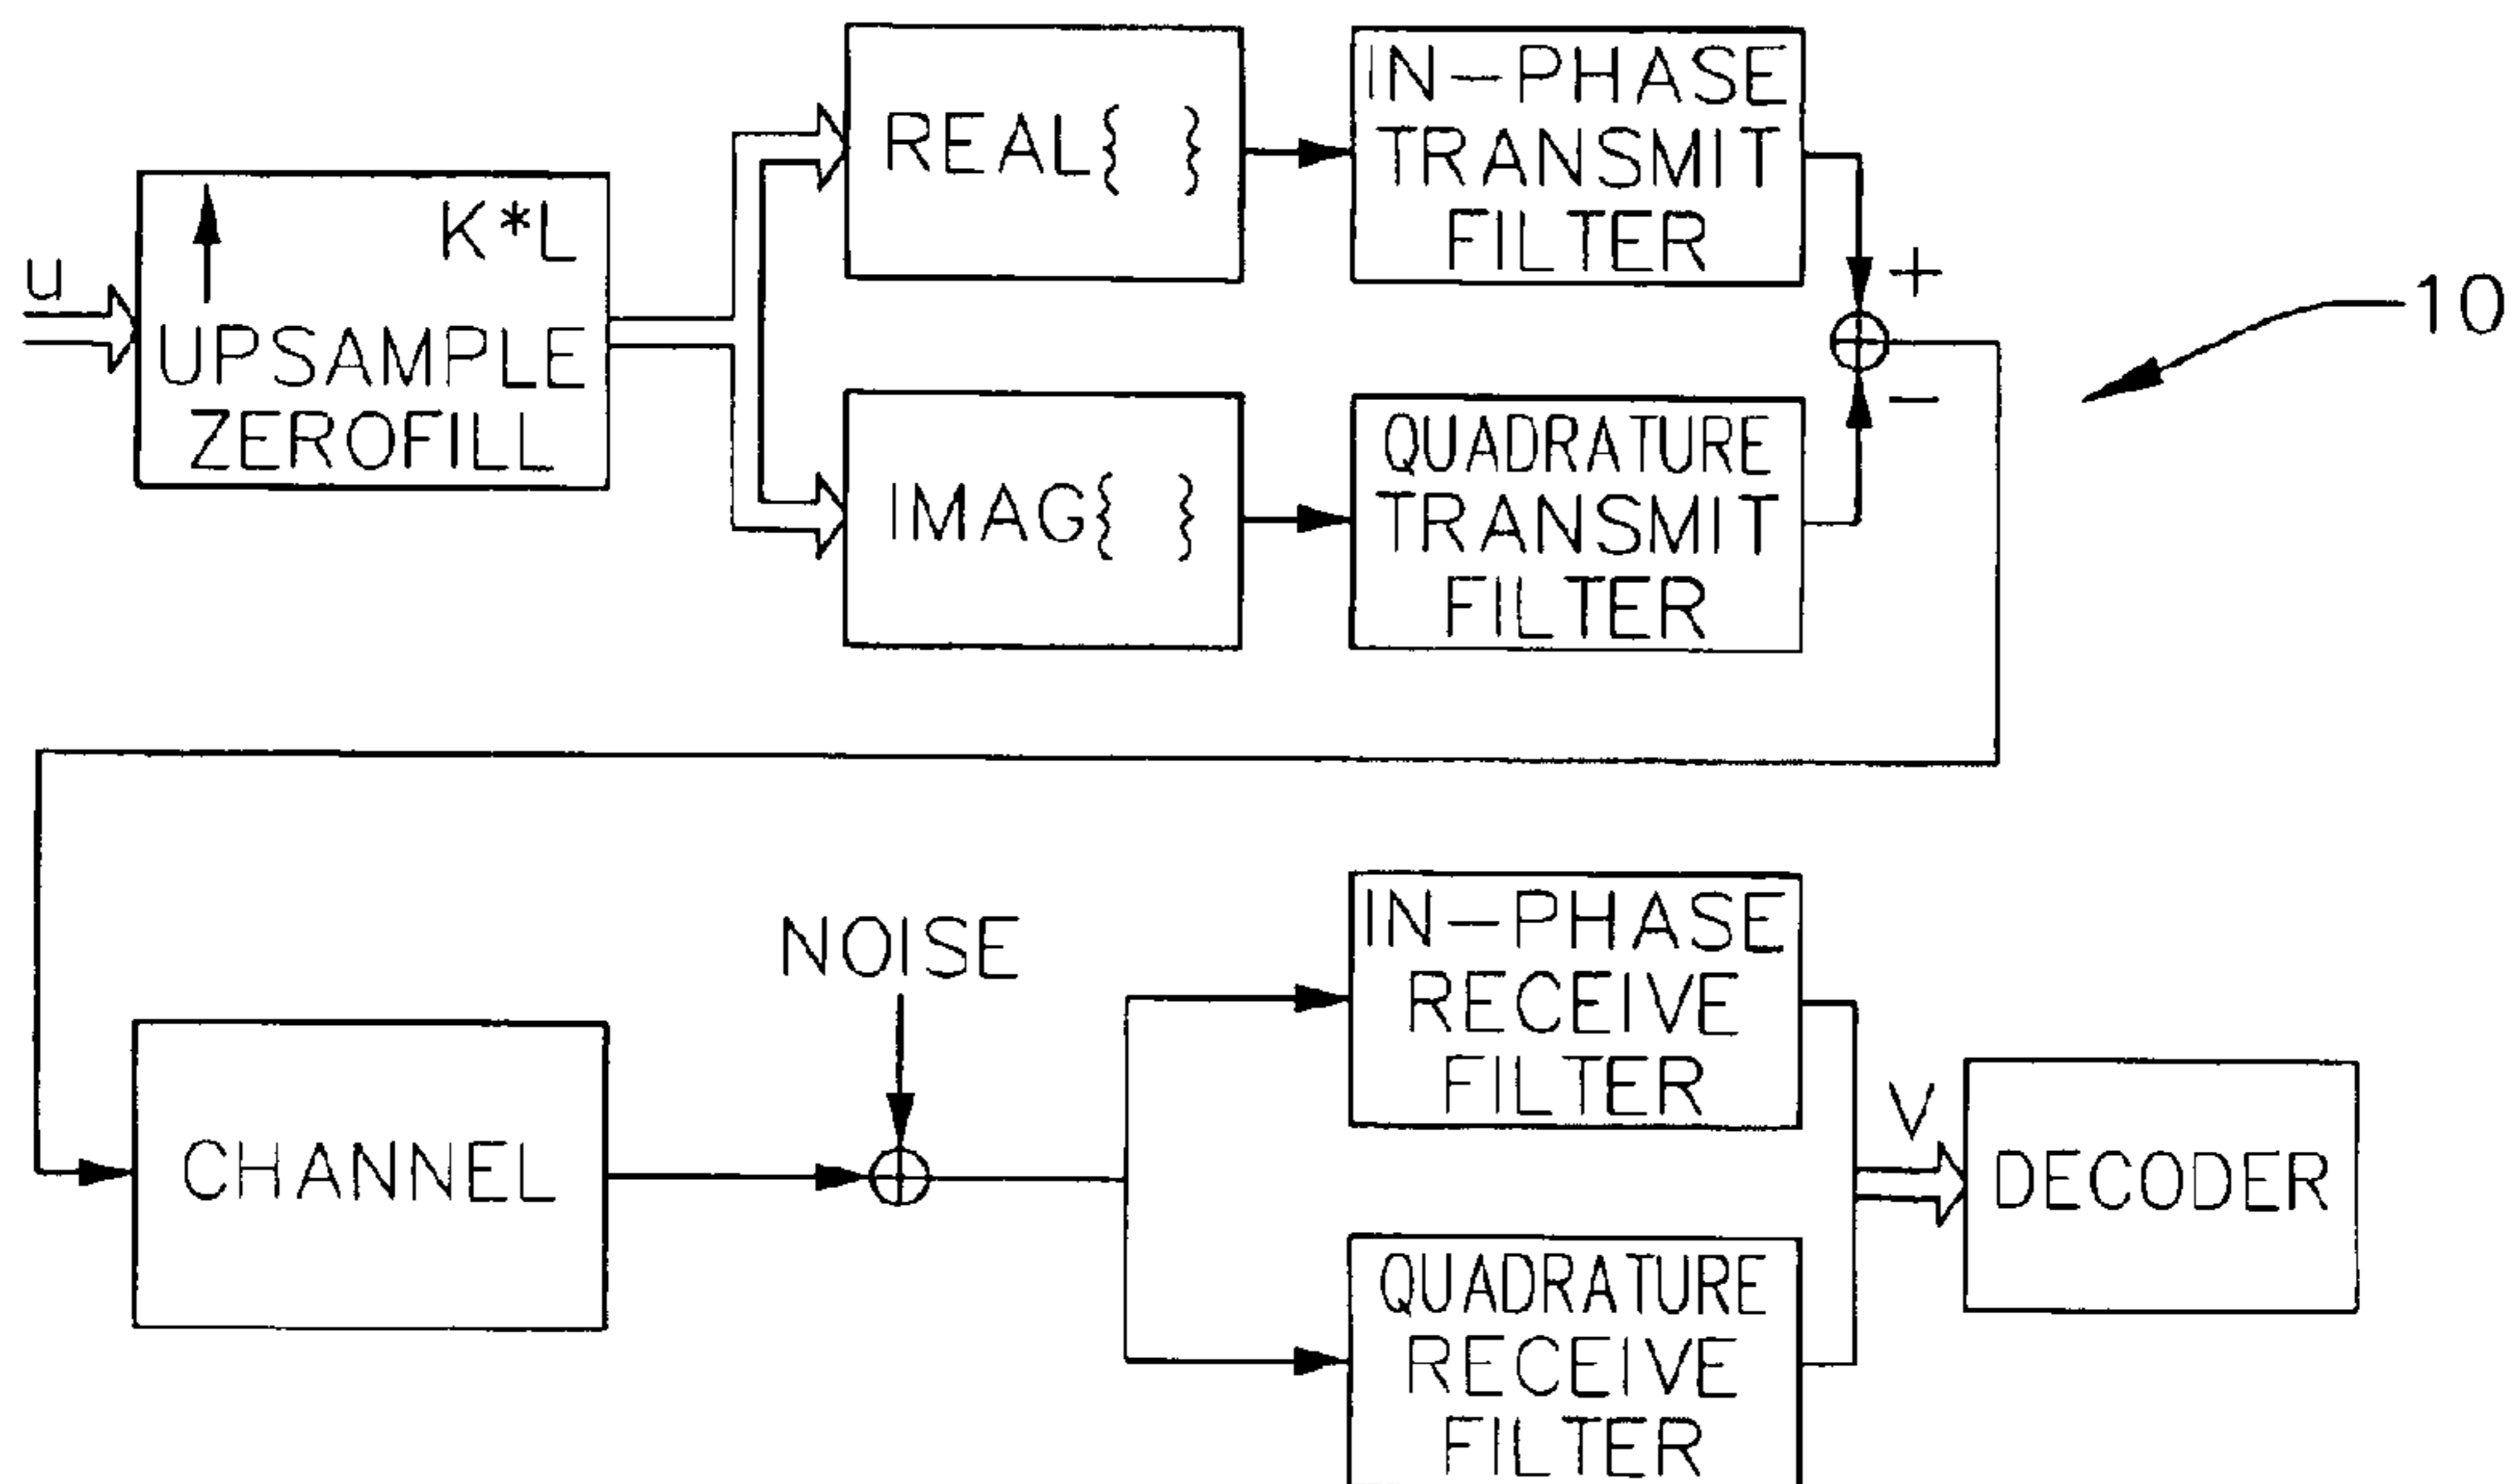 u
K*L
UPSAMPLE
ZEROFILL
REAL{ }
IN-PHASE
TRANSMIT
FILTER
+
10
IMAG{ }
QUADRATURE
TRANSMIT
FILTER
-
CHANNEL
NOISE
IN-PHASE
RECEIVE
FILTER
QUADRATURE
RECEIVE
FILTER
V
DECODER